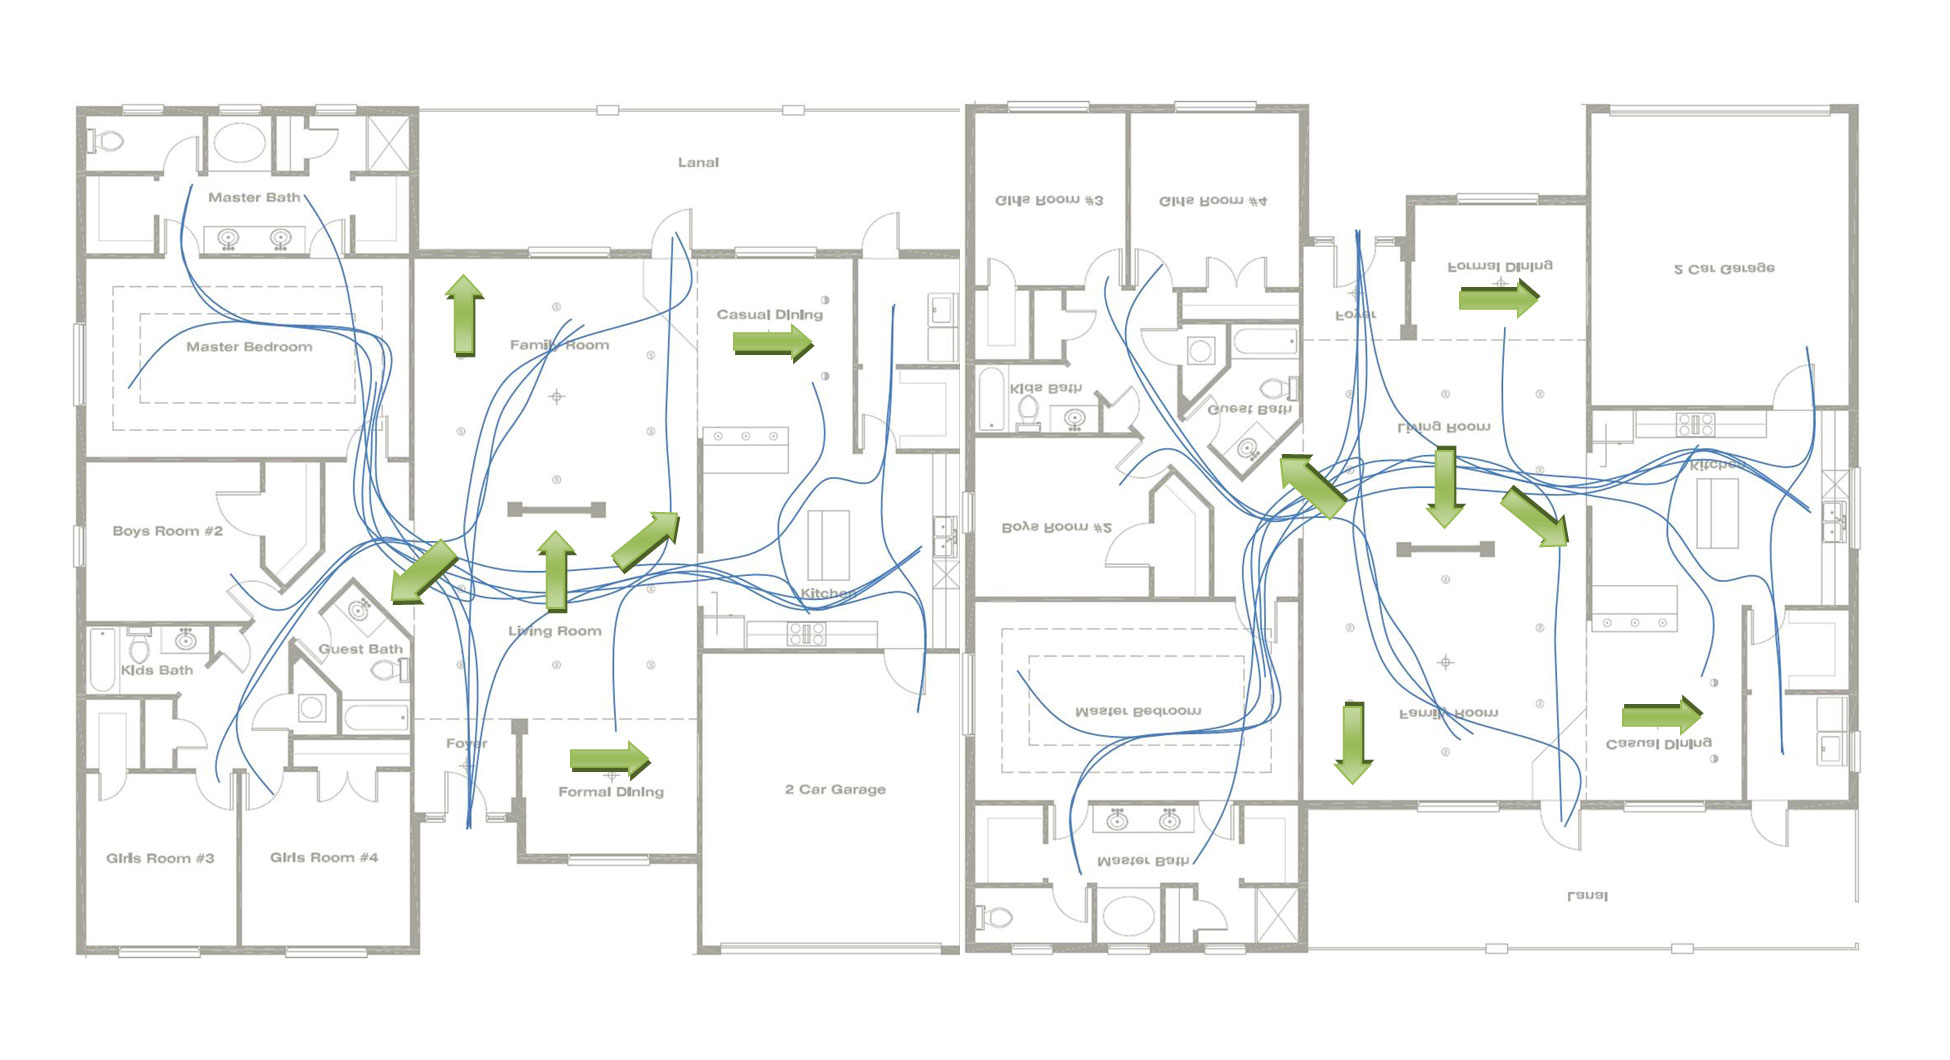 Lanai
Master Bath
Casual Dining
Family Room
Master Bedroom
Boys Room #2
Kitchen
Living Room
Guest Bath
Kids Bath
Foyer
Formal Dining
2 Car Garage
Girls Room #3
Girls Room #4
Girls Room #3
Girls Room #4
Formal Dining
2 Car Garage
Foyer
Kids Bath
Guest Bath
Living Room
Kitchen
Boys Room #2
Master Bedroom
Family Room
Casual Dining
Master Bath
Lanai